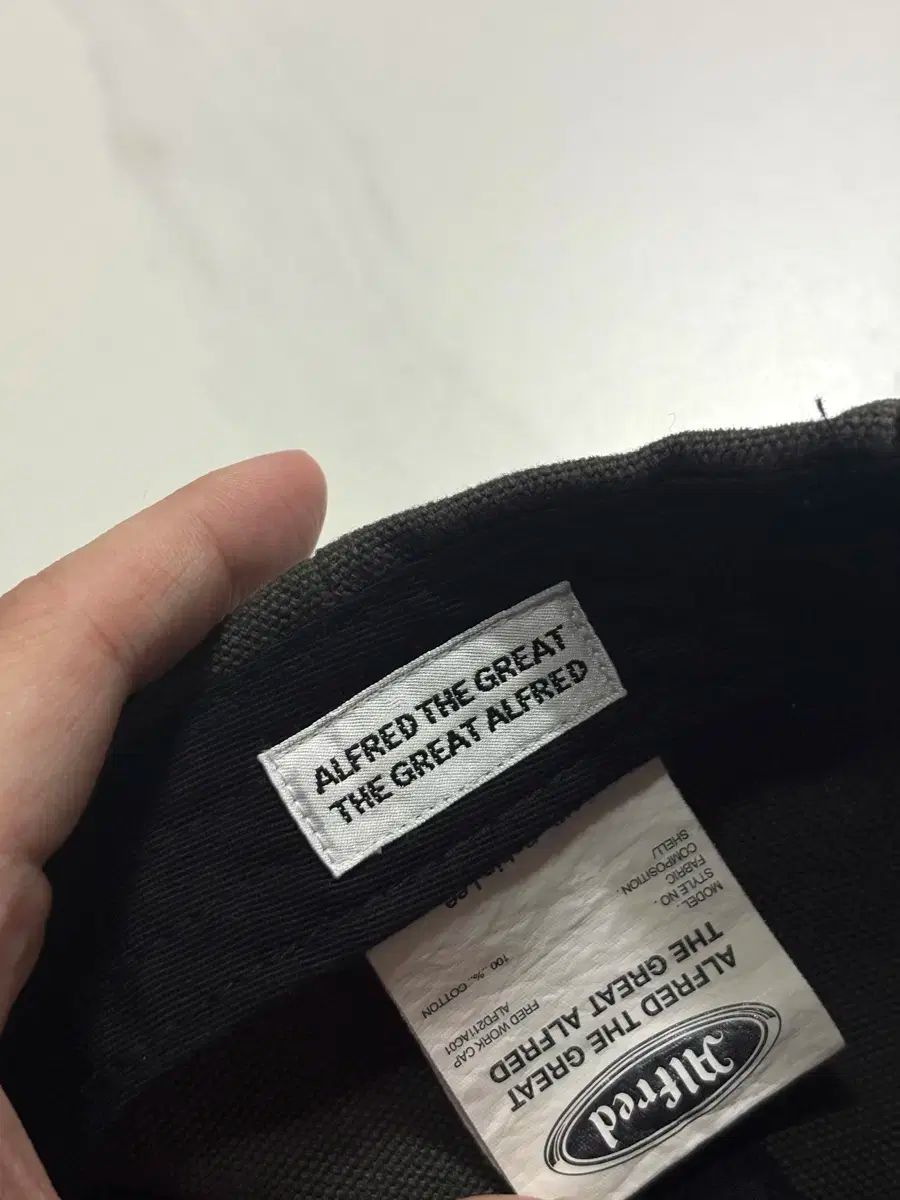 ALFRED THE GREAT
THE GREAT ALFRED
Alfred
ALFRED THE GREAT
THE GREAT ALFRED
MODEL. FRED WORK CAP
STYLE NO. ALFD211AC01
FABRIC
COMPOSITION.
SHELL/ 100..%..COTTON